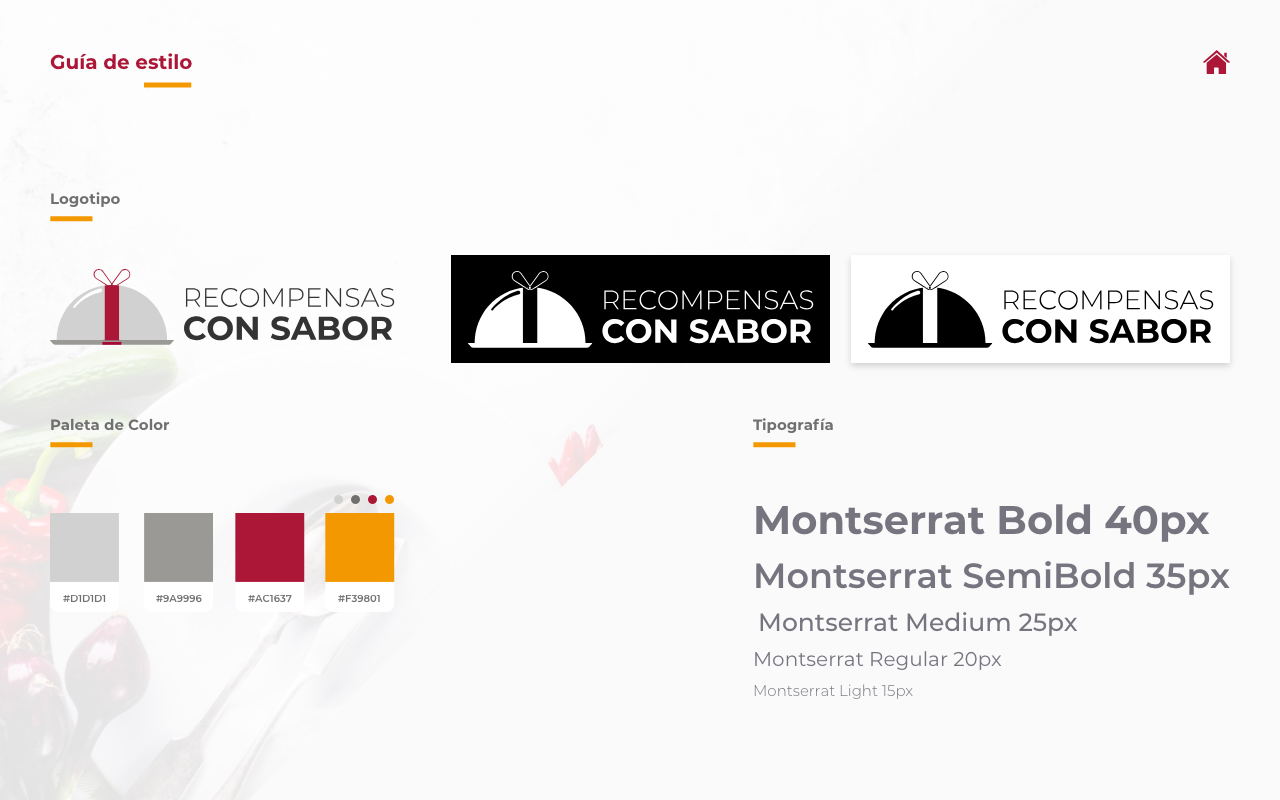 Guía de estilo
Logotipo
RECOMPENSAS
CON SABOR
RECOMPENSAS
CON SABOR
RECOMPENSAS
CON SABOR
Paleta de Color
#D1D1D1
#9A9996
#AC1637
#F39801
Tipografía
Montserrat Bold 40px
Montserrat SemiBold 35px
Montserrat Medium 25px
Montserrat Regular 20px
Montserrat Light 15px